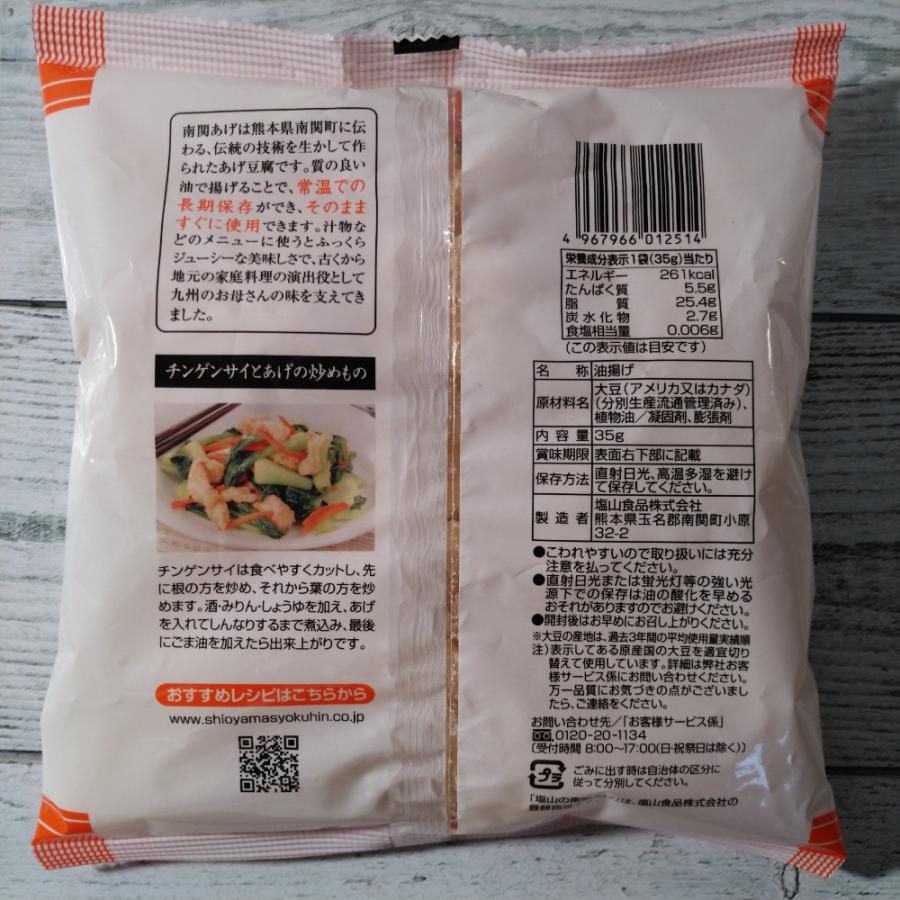 南関あげは熊本県南関町に伝
わる、伝統の技術を生かして作
られたあげ豆腐です。質の良い
油で揚げることで、常温での
長期保存ができ、そのまま
すぐに使用できます。汁物な
どのメニューに使うとふっくら
ジューシーな美味しさで、古くから
地元の家庭料理の演出役として
九州のお母さんの味を支えてき
ました。
チンゲンサイとあげの炒めもの
チンゲンサイは食べやすくカットし、先
に根の方を炒め、それから葉の方を炒
めます。酒・みりん・しょうゆを加え、あげ
を入れてしんなりするまで煮込み、最後
にごま油を加えたら出来上がりです。
おすすめレシピはこちらから
www.shioyamasyokuhin.co.jp
4 967966 012514
栄養成分表示1袋(35g)当たり
エネルギー 261kcal
たんぱく質 5.5g
脂質 25.4g
炭水化物 2.7g
食塩相当量 0.006g
(この表示値は目安です)
名称 油揚げ
原材料名 大豆(アメリカ又はカナダ)
(分別生産流通管理済み)、
植物油/凝固剤、膨張剤
内容量 35g
賞味期限 表面右下部に記載
保存方法 直射日光、高温多湿を避け
て保存してください。
製造者 塩山食品株式会社
熊本県玉名郡南関町小原
32-2
●こわれやすいので取り扱いには充分
注意を払ってください。
●直射日光または蛍光灯等の強い光
源下での保存は油の酸化を早める
おそれがありますのでお避けください。
●開封後はお早めにお召し上がりください。
※大豆の産地は、過去3年間の平均使用量実績順
注)表示してある原産国の大豆を適宜切り
替えて使用しています。詳細は弊社お客
様サービス係にお問い合わせください。
万一品質にお気づきの点がございまし
たら、ご連絡をください。
お問い合わせ先/「お客様サービス係」
0120-20-1134
〔受付時間 8:00~17:00(日・祝祭日は除く)〕
プラ
ごみに出す時は自治体の区分に
従って分別してください。
「塩山の南関 は、塩山食品株式会社の